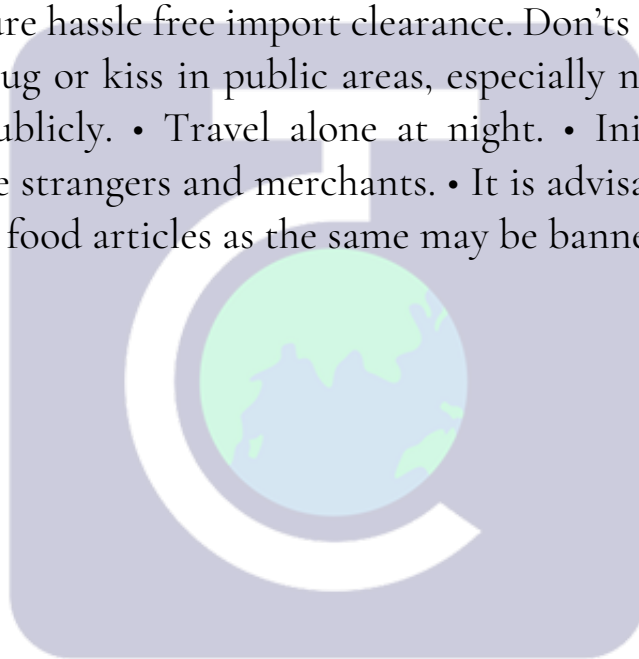 ure hassle free import clearance. Don’ts
ug or kiss in public areas, especially n
ublicly. • Travel alone at night. • Ini
e strangers and merchants. • It is advisa
food articles as the same may be banne